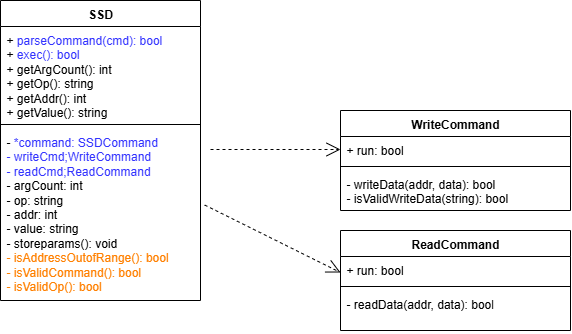 SSD
+ parseCommand(cmd): bool
+ exec(): bool
+ getArgCount(): int
+ getOp(): string
+ getAddr(): int
+ getValue(): string
- *command: SSDCommand
- writeCmd;WriteCommand
- readCmd;ReadCommand
- argCount: int
- op: string
- addr: int
- value: string
- storeparams(): void
- isAddressOutofRange(): bool
- isValidCommand(): bool
- isValidOp(): bool
WriteCommand
+ run: bool
- writeData(addr, data): bool
- isValidWriteData(string): bool
ReadCommand
+ run: bool
- readData(addr, data): bool